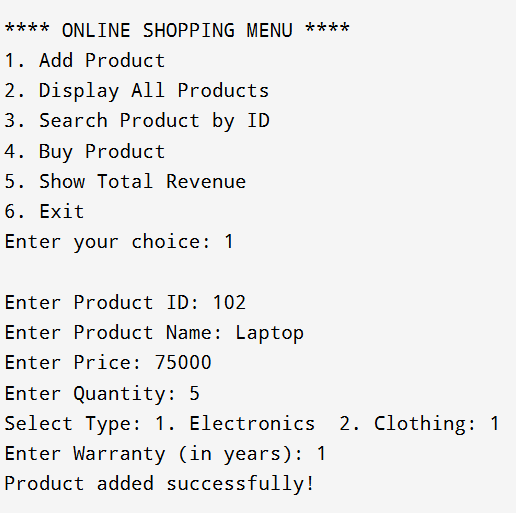 **** ONLINE SHOPPING MENU ****
1. Add Product
2. Display All Products
3. Search Product by ID
4. Buy Product
5. Show Total Revenue
6. Exit
Enter your choice: 1
Enter Product ID: 102
Enter Product Name: Laptop
Enter Price: 75000
Enter Quantity: 5
Select Type: 1. Electronics  2. Clothing: 1
Enter Warranty (in years): 1
Product added successfully!